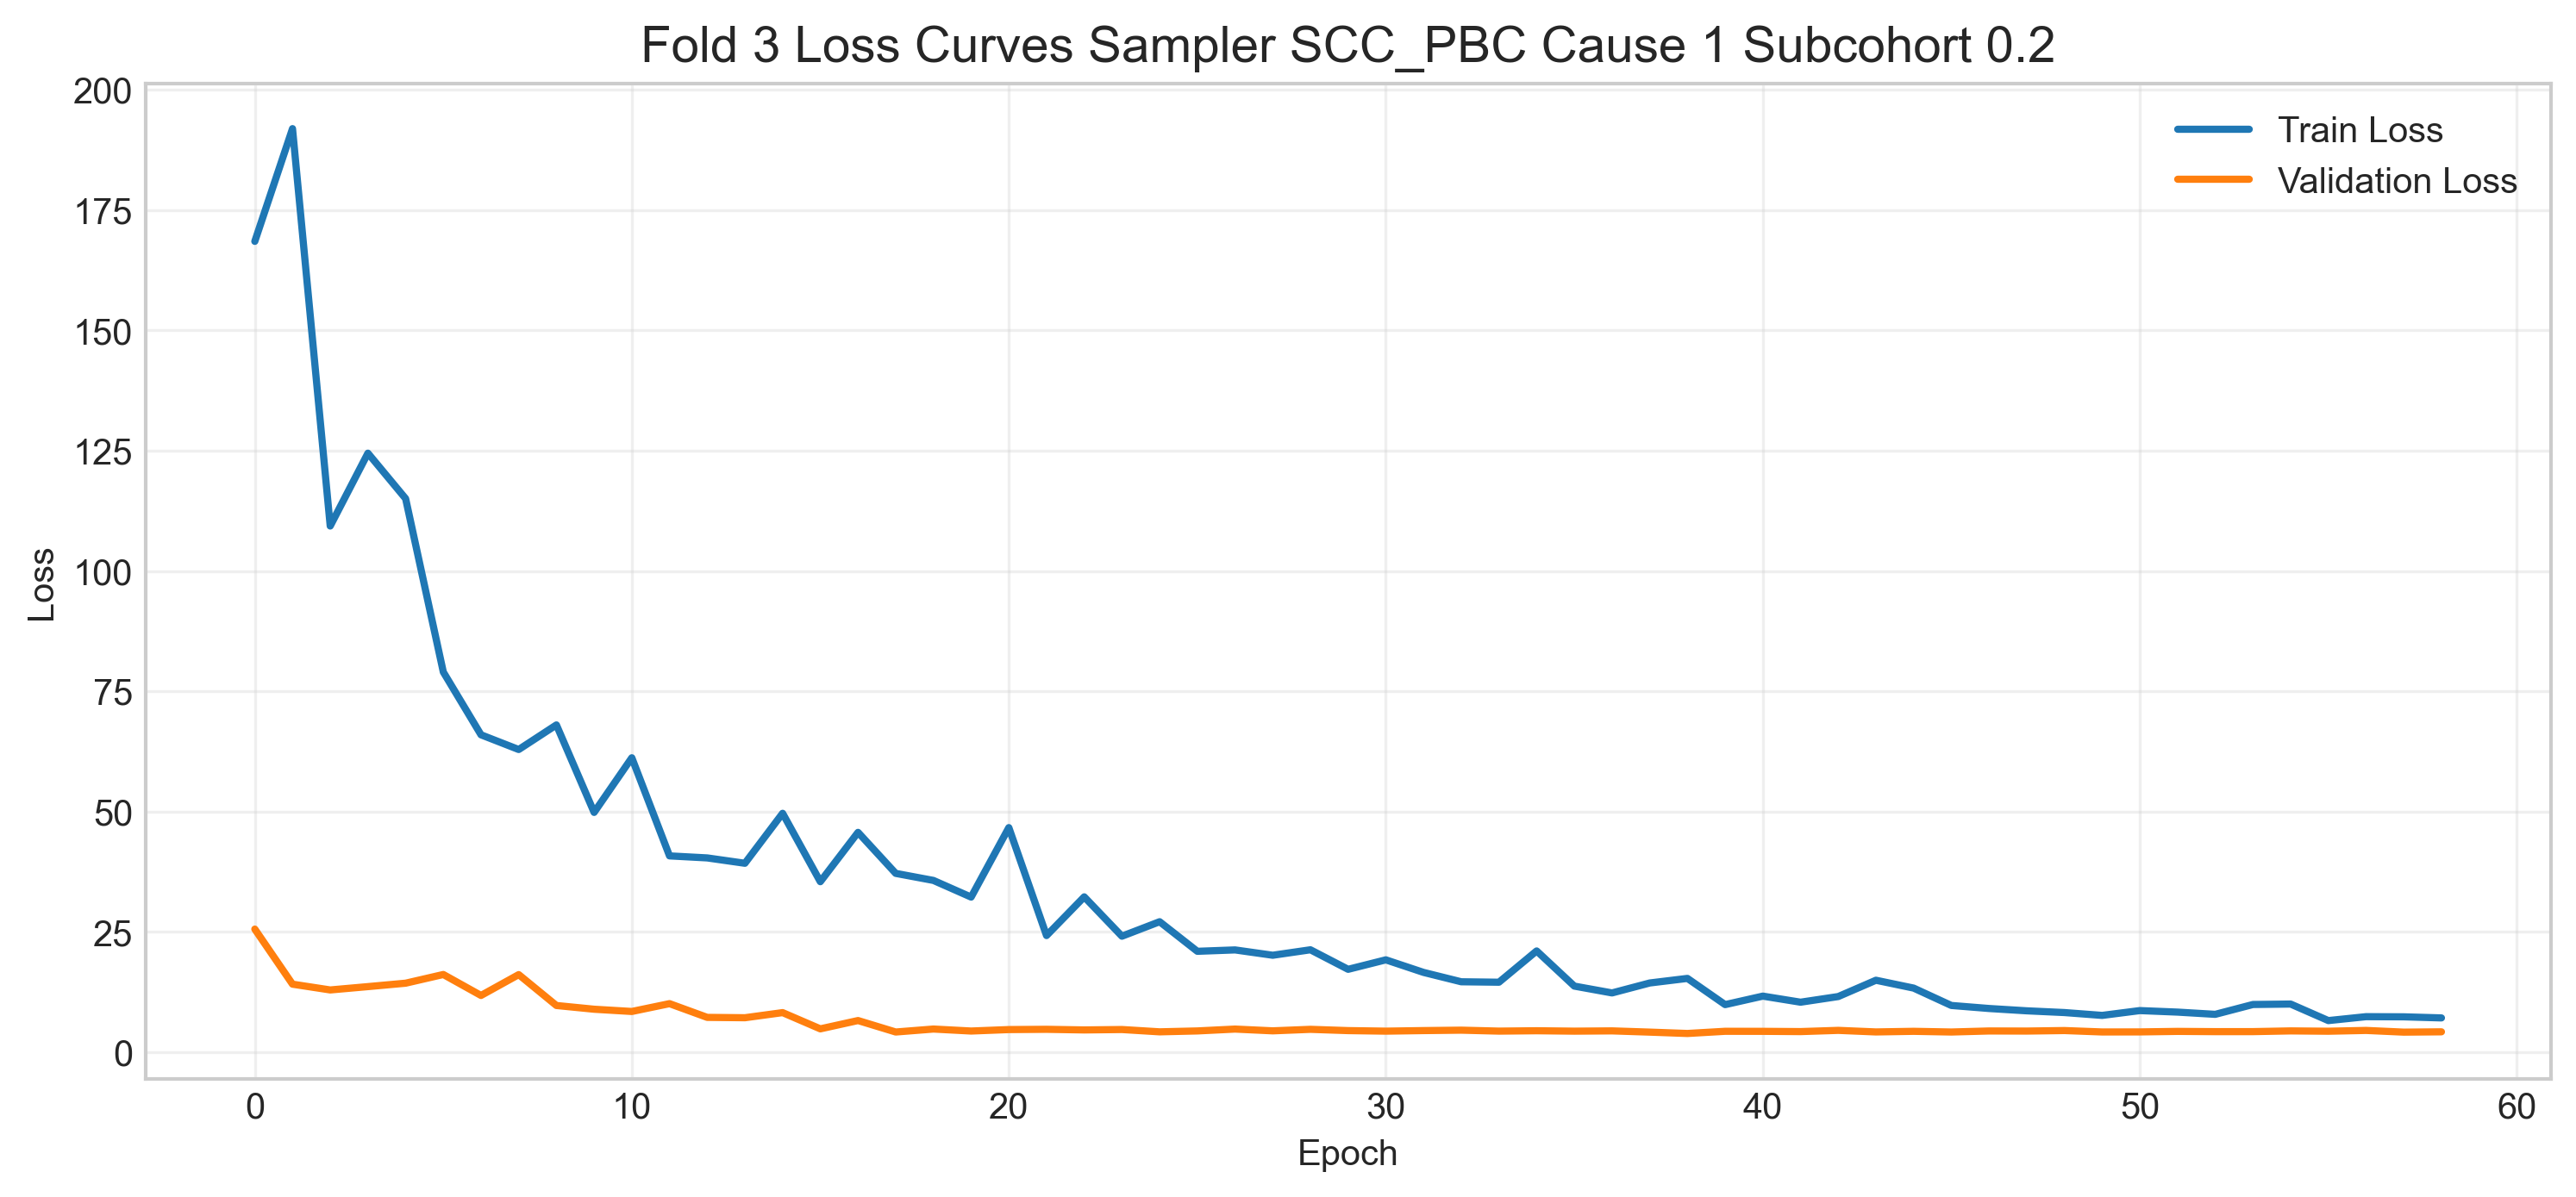 Fold 3 Loss Curves Sampler SCC_PBC Cause 1 Subcohort 0.2
Train Loss
Validation Loss
Loss
200
175
150
125
100
75
50
25
0
0 10 20 30 40 50 60
Epoch